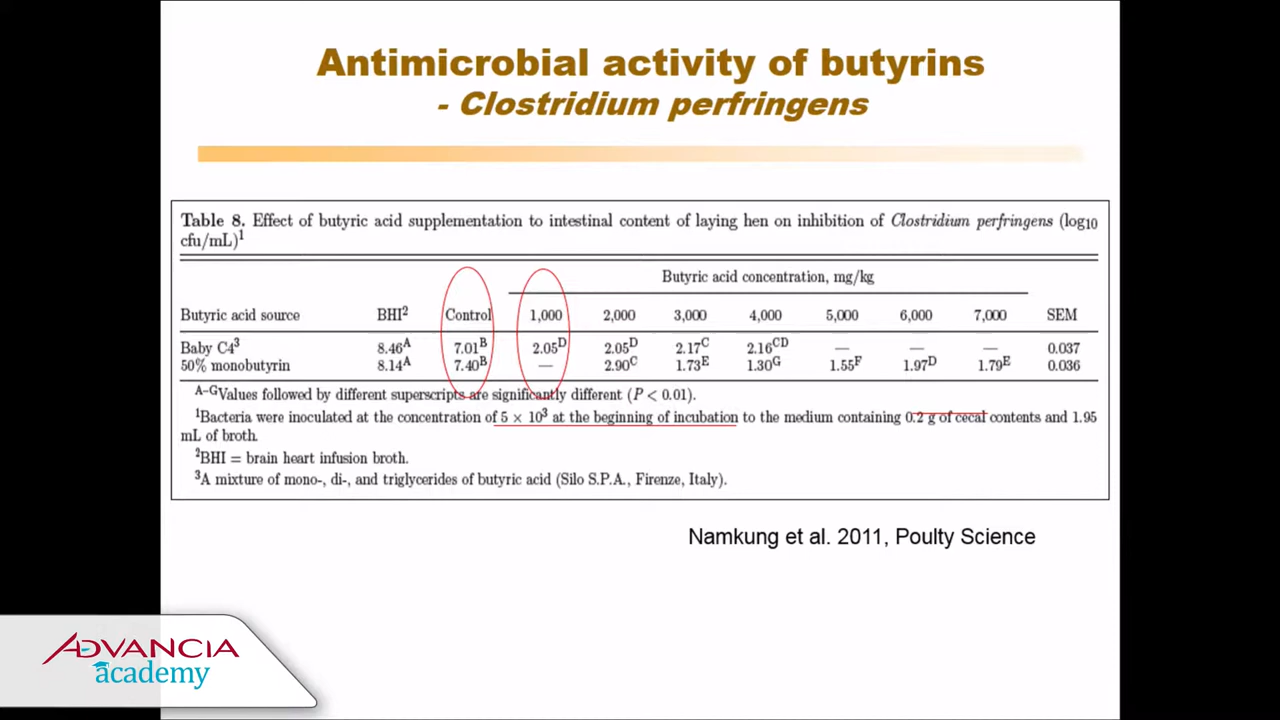 Antimicrobial activity of butyrins
- Clostridium perfringens
Table 8. Effect of butyric acid supplementation to intestinal content of laying hen on inhibition of Clostridium perfringens (log10
cfu/mL)1
Butyric acid concentration, mg/kg
Butyric acid source BHI2 Control 1,000 2,000 3,000 4,000 5,000 6,000 7,000 SEM
Baby C43 8.46A 7.01B 2.05D 2.05D 2.17C 2.16CD — — — 0.037
50% monobutyrin 8.14A 7.40B — 2.90C 1.73E 1.30G 1.55F 1.97D 1.79E 0.036
A–GValues followed by different superscripts are significantly different (P < 0.01).
1Bacteria were inoculated at the concentration of 5 × 103 at the beginning of incubation to the medium containing 0.2 g of cecal contents and 1.95
mL of broth.
2BHI = brain heart infusion broth.
3A mixture of mono-, di-, and triglycerides of butyric acid (Silo S.P.A., Firenze, Italy).
Namkung et al. 2011, Poulty Science
ADVANCIA
academy